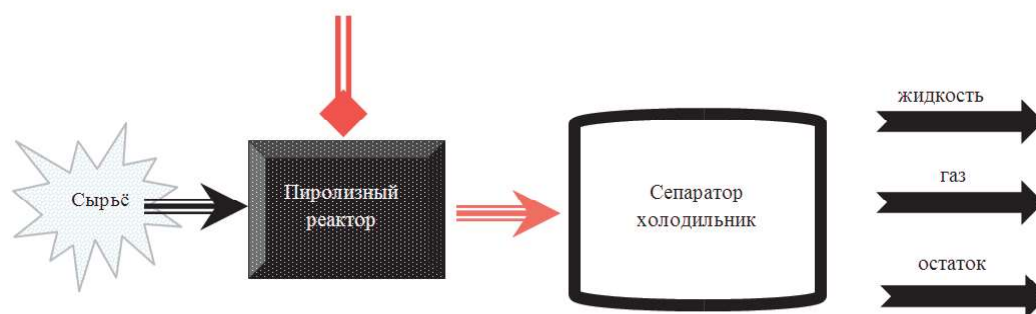 Сырьё
Пиролизный
реактор
Сепаратор
холодильник
жидкость
газ
остаток